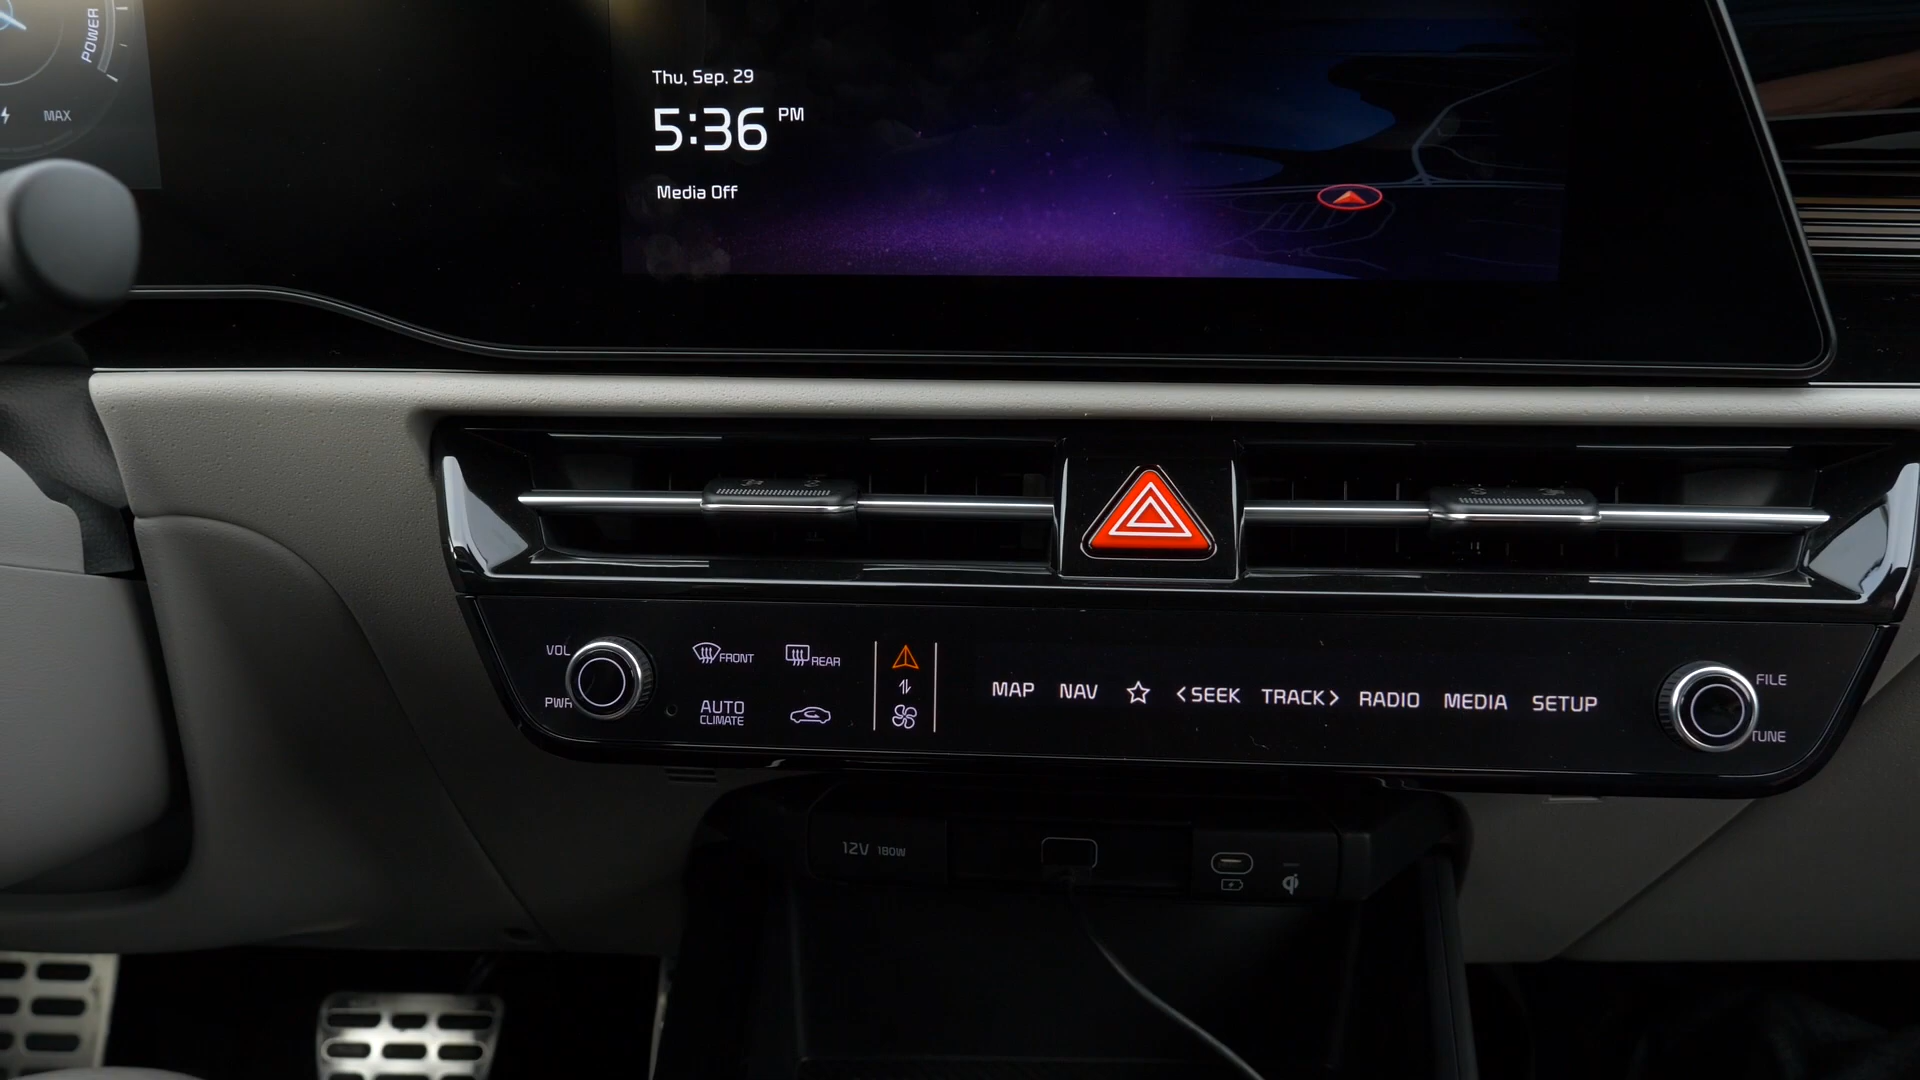 POWER
MAX
Thu, Sep. 29
5:36 PM
Media Off
VOL
PWR
FRONT
REAR
AUTO
CLIMATE
MAP NAV <SEEK TRACK> RADIO MEDIA SETUP
FILE
TUNE
12V 180W